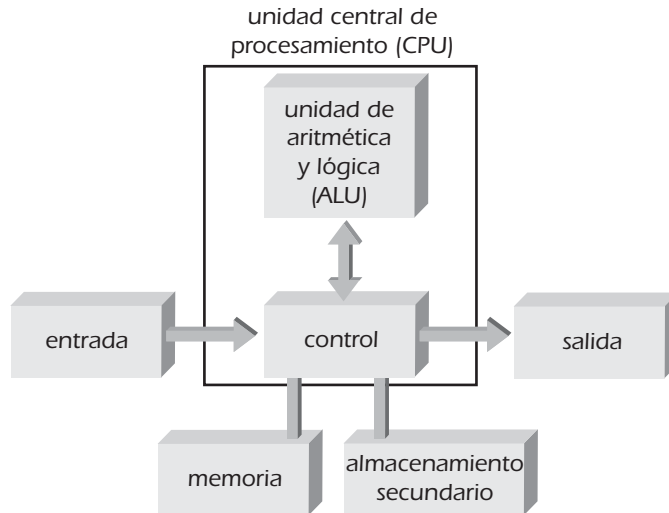 unidad central de
procesamiento (CPU)
unidad de
aritmética
y lógica
(ALU)
entrada
control
salida
memoria
almacenamiento
secundario